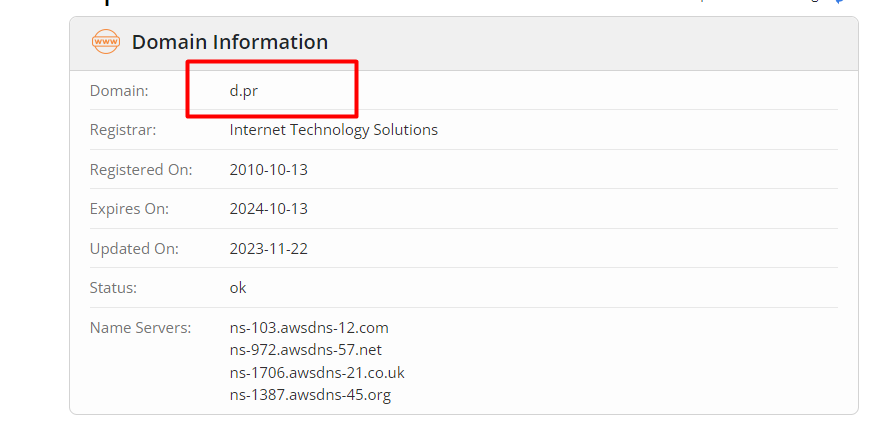 www
Domain Information
Domain: d.pr
Registrar: Internet Technology Solutions
Registered On: 2010-10-13
Expires On: 2024-10-13
Updated On: 2023-11-22
Status: ok
Name Servers: ns-103.awsdns-12.com
ns-972.awsdns-57.net
ns-1706.awsdns-21.co.uk
ns-1387.awsdns-45.org